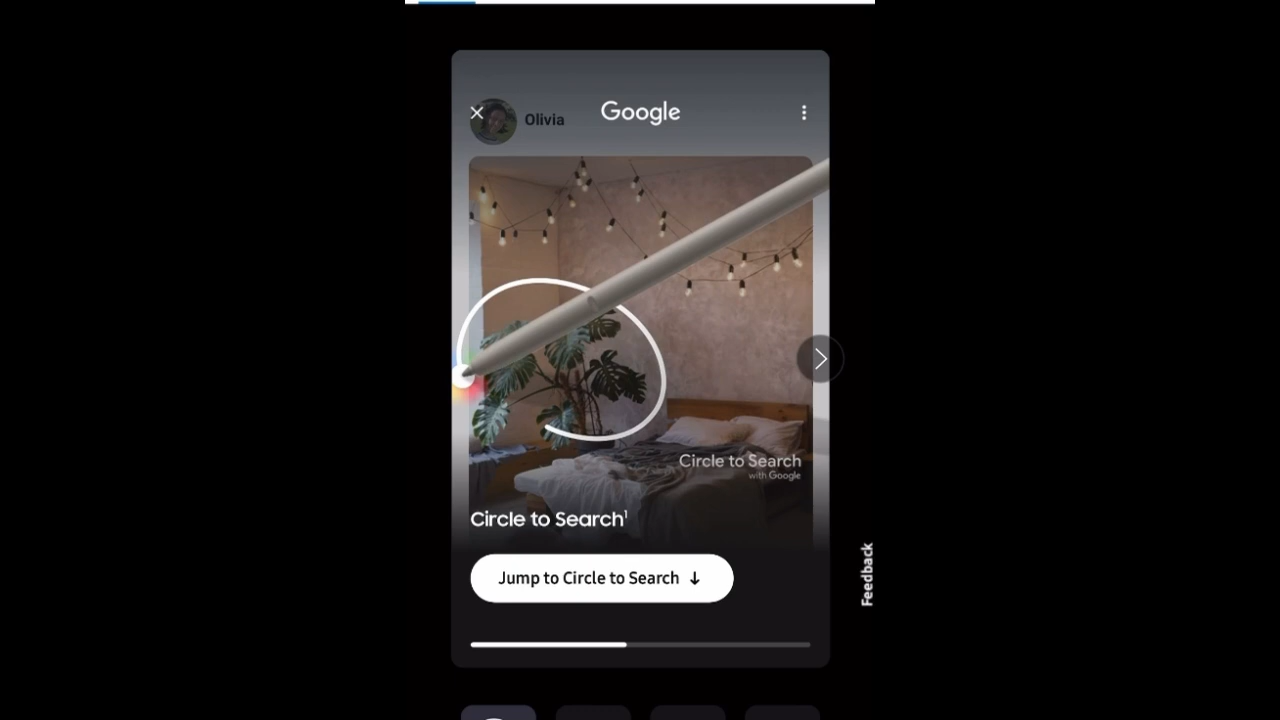 Olivia
Google
Circle to Search
with Google
Circle to Search¹
Jump to Circle to Search ↓
Feedback